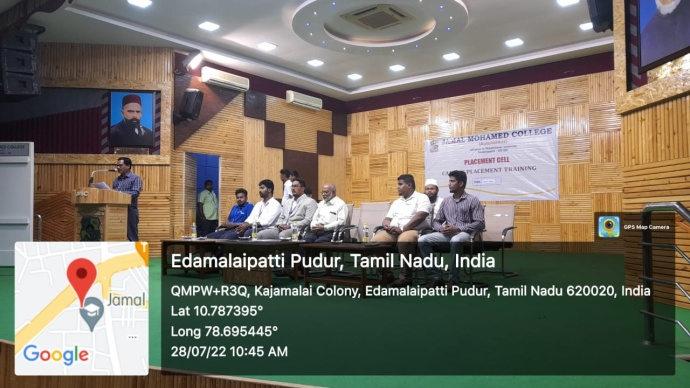 JAMAL MOHAMED COLLEGE
PLACEMENT CELL
PLACEMENT TRAINING
GPS Map Camera
Edamalaipatti Pudur, Tamil Nadu, India
QMPW+R3Q, Kajamalai Colony, Edamalaipatti Pudur, Tamil Nadu 620020, India
Lat 10.787395°
Long 78.695445°
28/07/22 10:45 AM
Jamal
Google